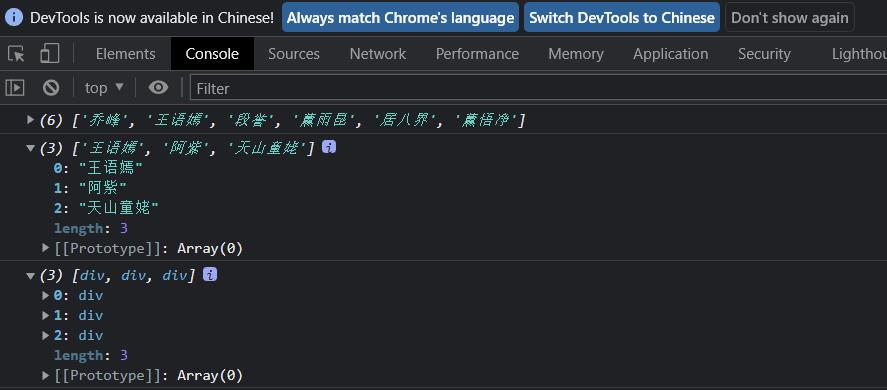 DevTools is now available in Chinese! Always match Chrome's language Switch DevTools to Chinese Don't show again
Elements Console Sources Network Performance Memory Application Security Lighthou
top ▼ Filter
▶ (6) ['乔峰', '王语嫣', '段誉', '薰雨昆', '居八界', '薰悟净']
▼ (3) ['王语嫣', '阿紫', '天山童姥'] i
0: "王语嫣"
1: "阿紫"
2: "天山童姥"
length: 3
▶ [[Prototype]]: Array(0)
▼ (3) [div, div, div] i
▶ 0: div
▶ 1: div
▶ 2: div
length: 3
▶ [[Prototype]]: Array(0)